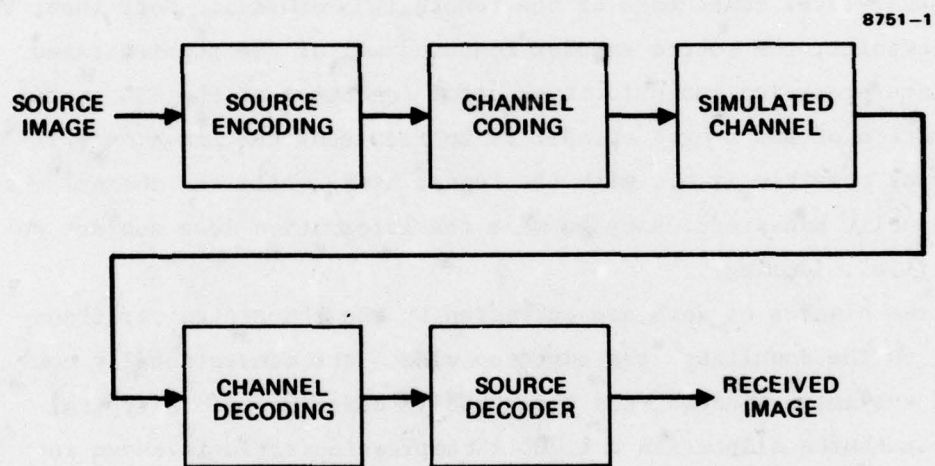 8751-1
SOURCE
IMAGE
SOURCE
ENCODING
CHANNEL
CODING
SIMULATED
CHANNEL
CHANNEL
DECODING
SOURCE
DECODER
RECEIVED
IMAGE